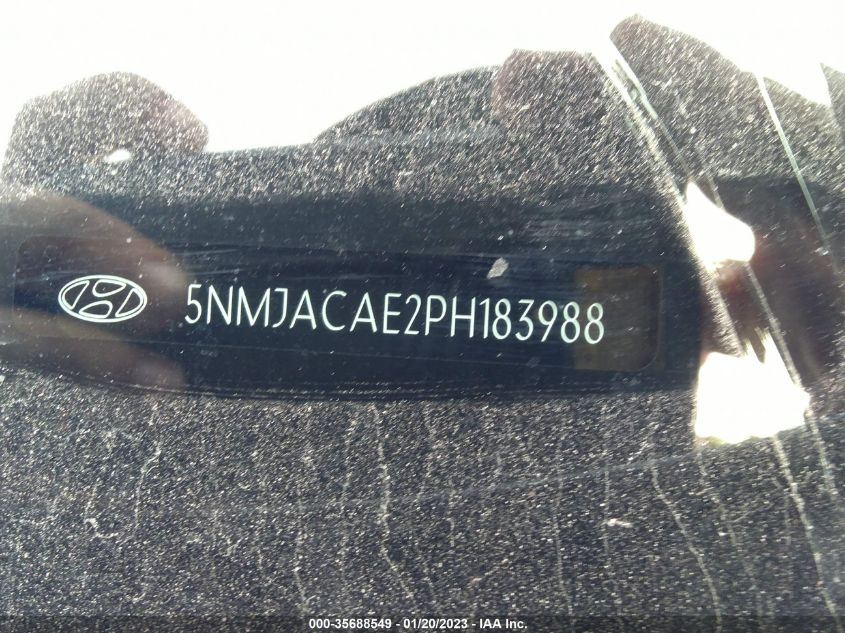 5NMJACAE2PH183988
000-35688549 — 01/20/2023 — IAA Inc.